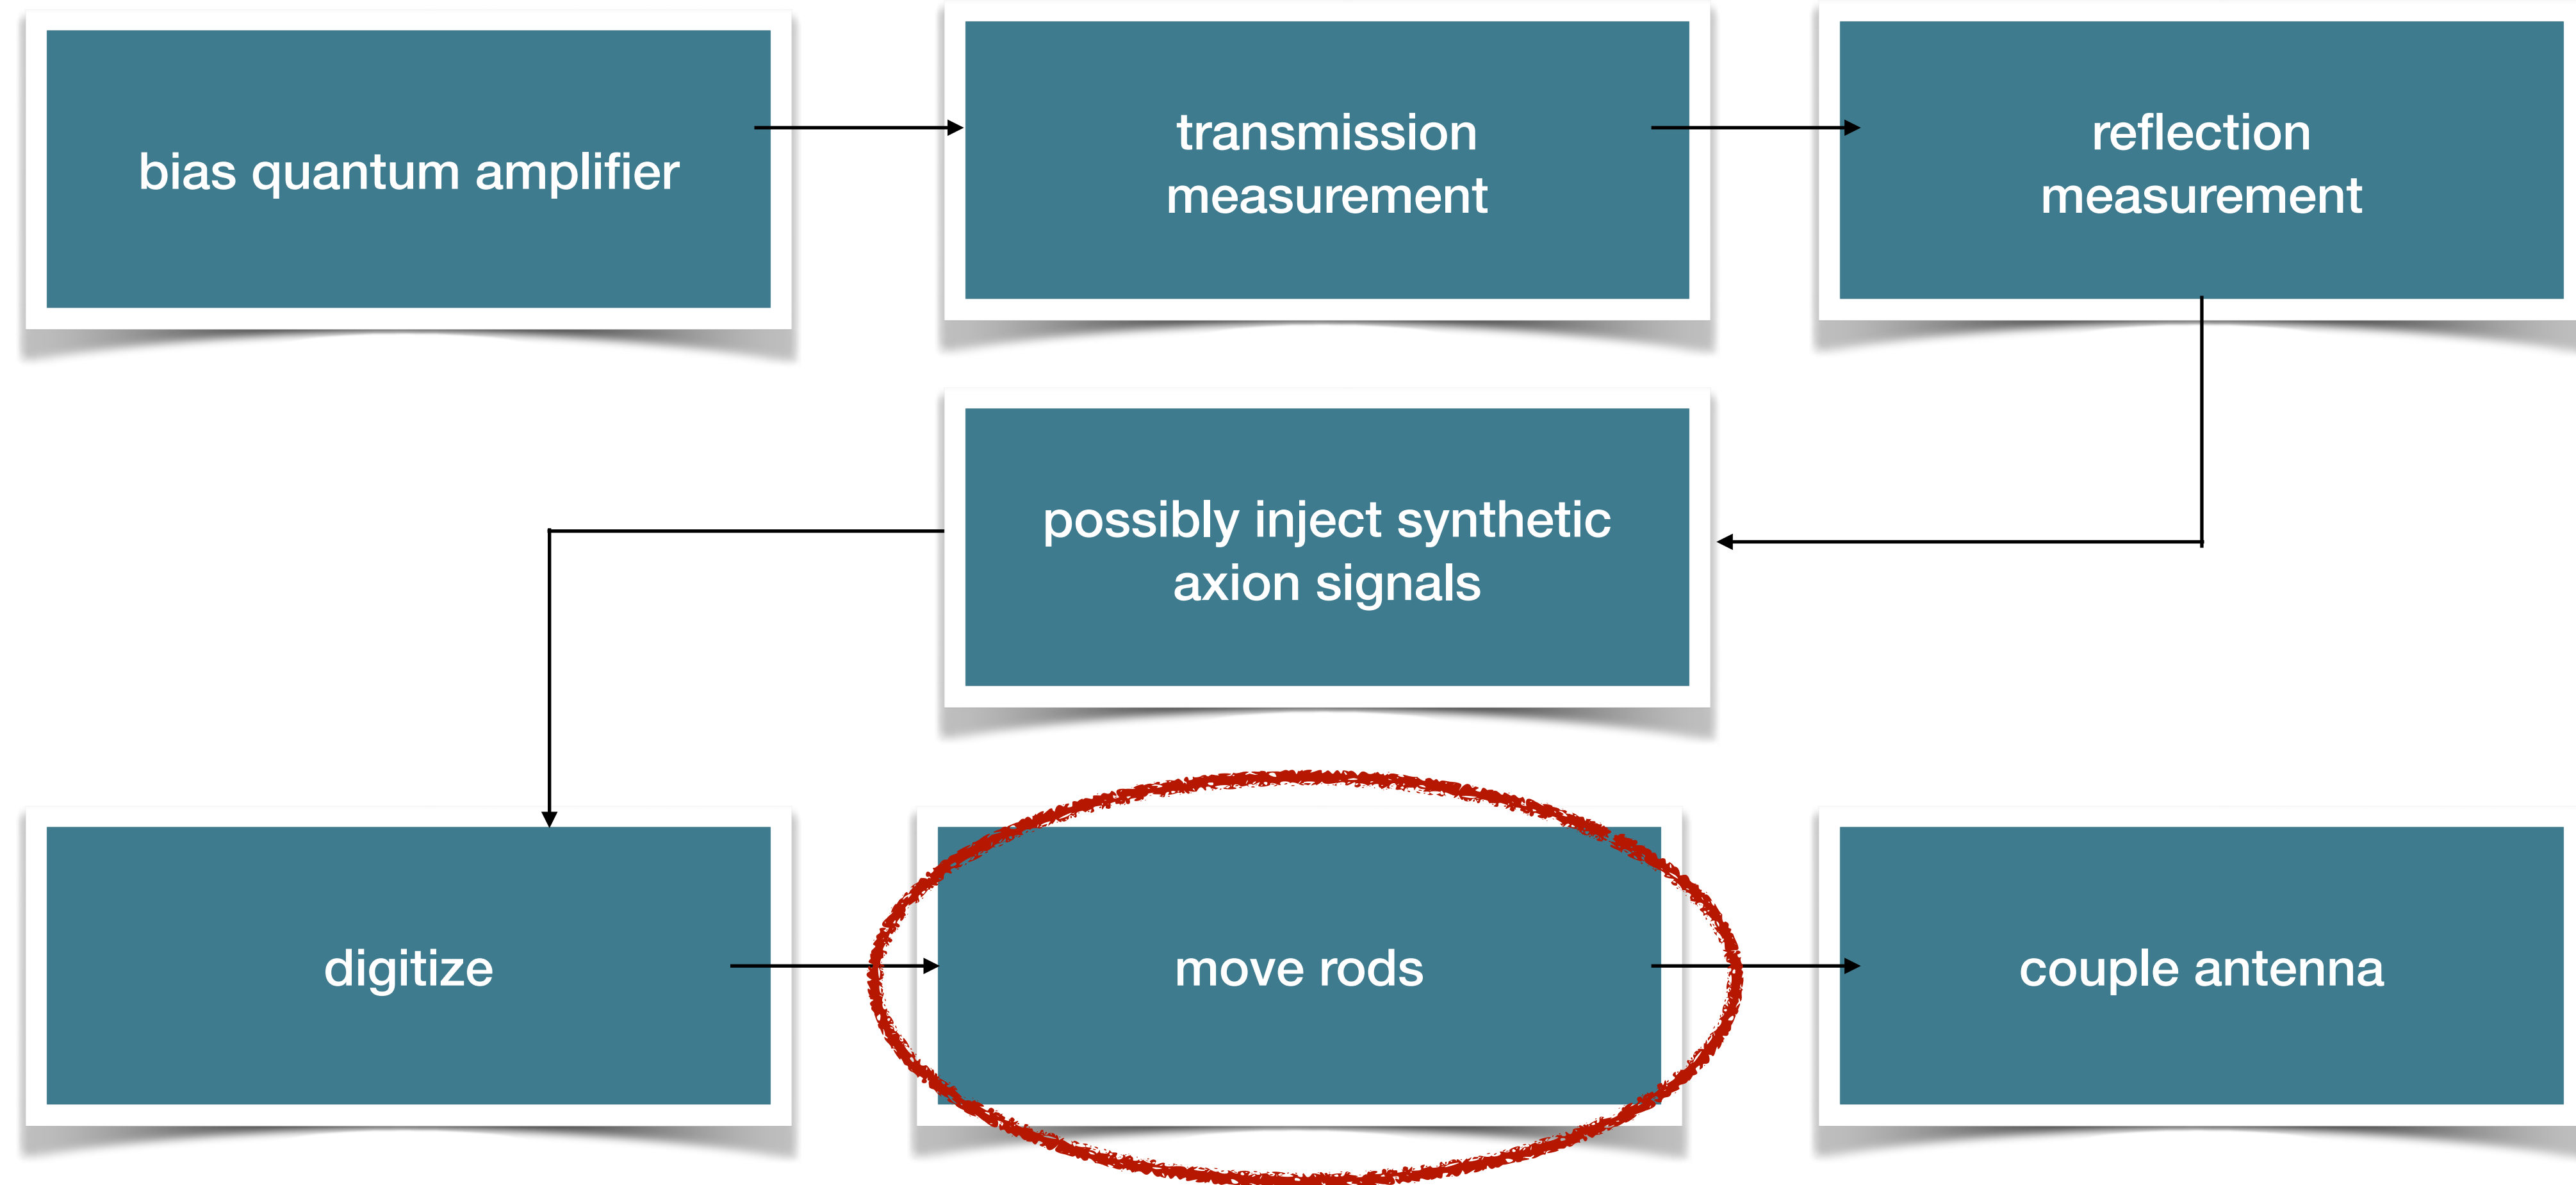 bias quantum amplifier
transmission
measurement
reflection
measurement
possibly inject synthetic
axion signals
digitize
move rods
couple antenna